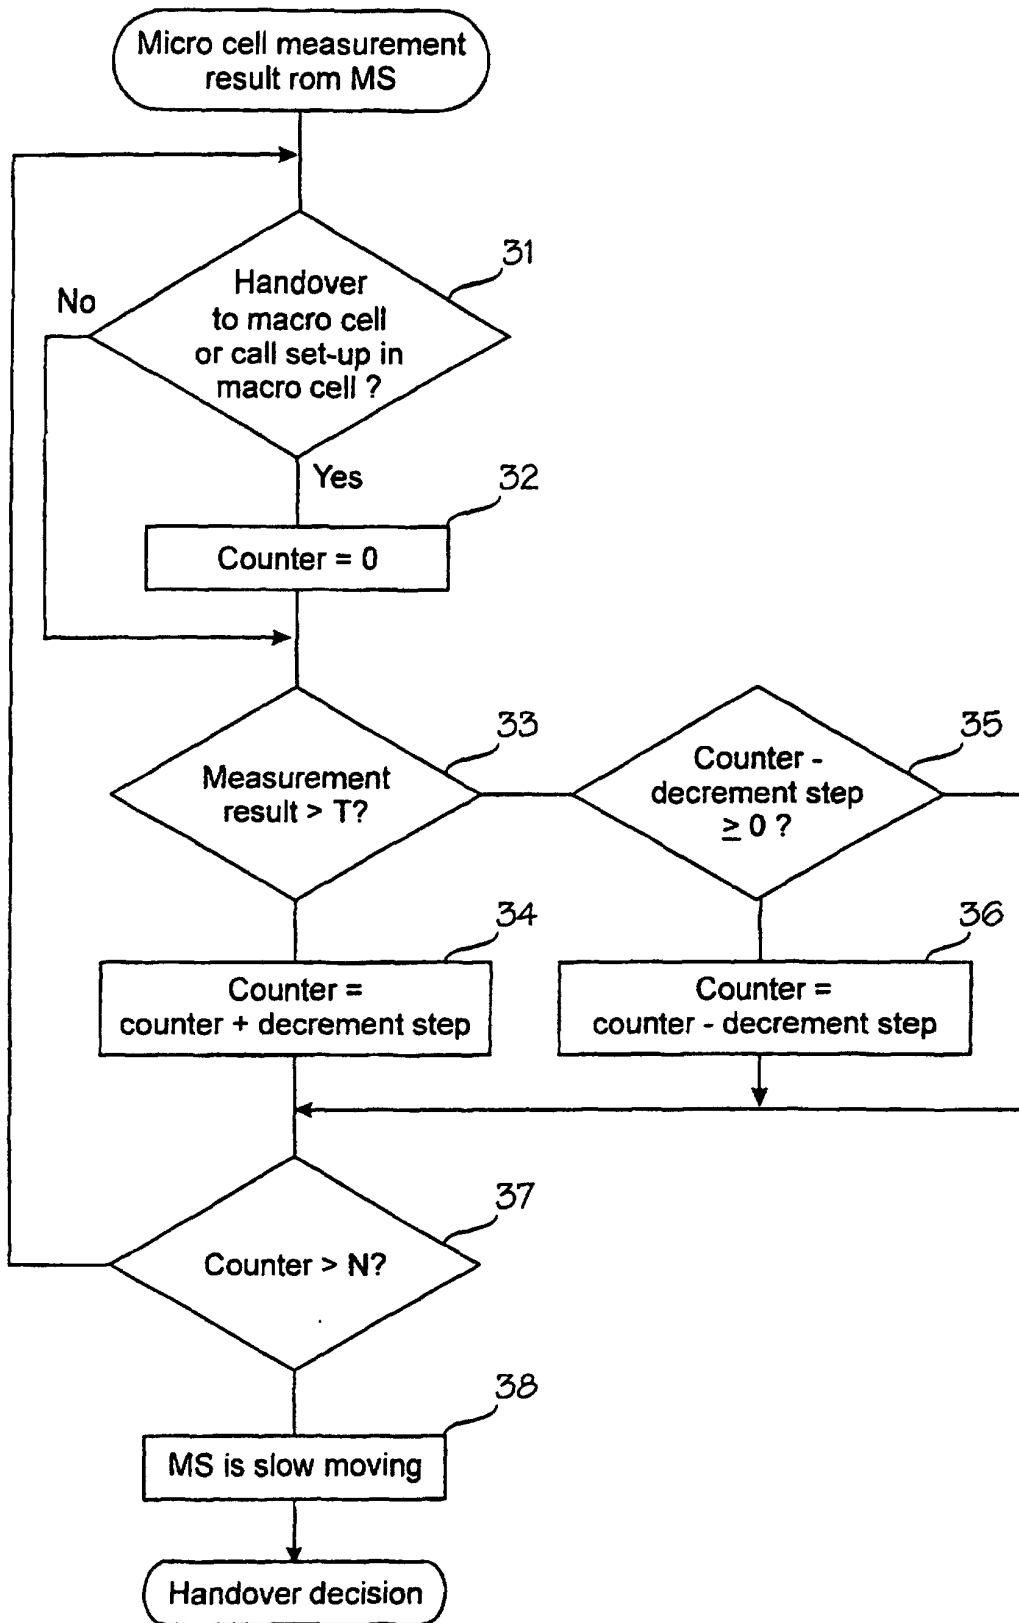 Micro cell measurement
result rom MS
31
Handover
to macro cell
or call set-up in
macro cell ?
No
Yes
32
Counter = 0
33
Measurement
result > T?
35
Counter -
decrement step
≥ 0 ?
34
Counter =
counter + decrement step
36
Counter =
counter - decrement step
37
Counter > N?
38
MS is slow moving
Handover decision